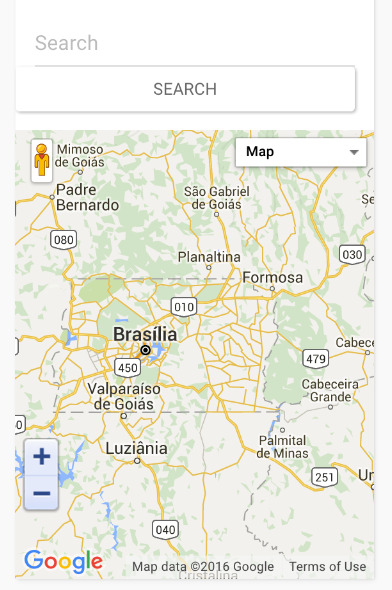 Search
SEARCH
Map
Mimoso
de Goiás
Padre
Bernardo
São Gabriel
de Goiás
080
Planaltina
030
Formosa
010
Brasília
450
479
Valparaíso
de Goiás
Cabeceira
Grande
Luziânia
Palmital
de Minas
251
040
Google
Map data ©2016 Google
Terms of Use
Cristalina